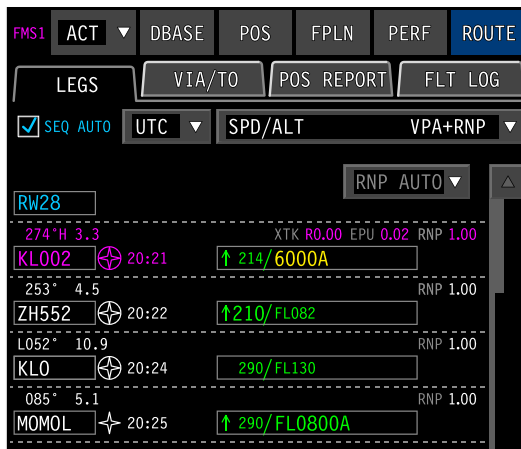 FMS1 ACT DBASE POS FPLN PERF ROUTE
LEGS VIA/TO POS REPORT FLT LOG
SEQ AUTO UTC SPD/ALT VPA+RNP
RNP AUTO
RW28
274°H 3.3 XTK R0.00 EPU 0.02 RNP 1.00
KL002 20:21 ↑ 214/6000A
253° 4.5 RNP 1.00
ZH552 20:22 ↑210/FL082
L052° 10.9 RNP 1.00
KLO 20:24 290/FL130
085° 5.1 RNP 1.00
MOMOL 20:25 ↑ 290/FL0800A